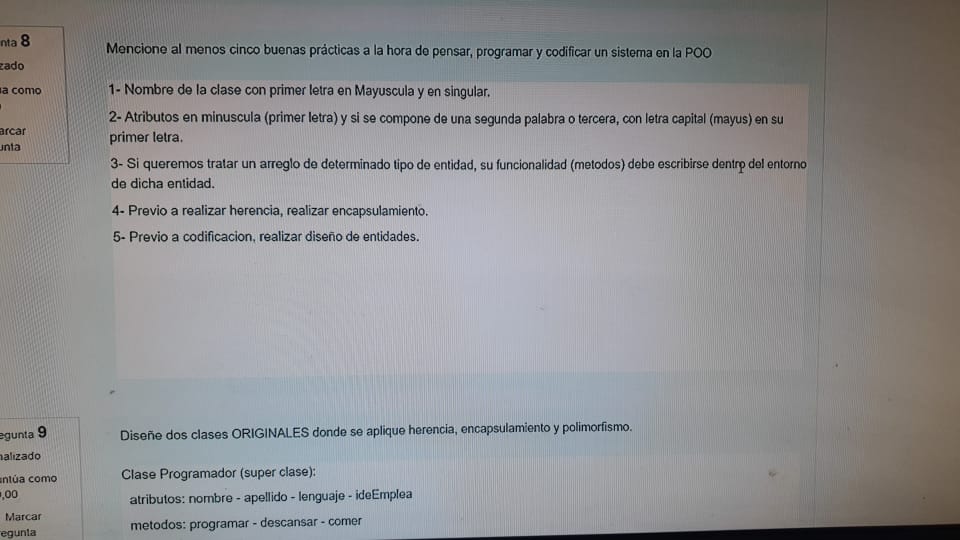 nta 8
zado
a como
arcar
unta
Mencione al menos cinco buenas prácticas a la hora de pensar, programar y codificar un sistema en la POO
1- Nombre de la clase con primer letra en Mayuscula y en singular.
2- Atributos en minuscula (primer letra) y si se compone de una segunda palabra o tercera, con letra capital (mayus) en su
primer letra.
3- Si queremos tratar un arreglo de determinado tipo de entidad, su funcionalidad (metodos) debe escribirse dentro del entorno
de dicha entidad.
4- Previo a realizar herencia, realizar encapsulamiento.
5- Previo a codificacion, realizar diseño de entidades.
egunta 9
nalizado
untúa como
,00
Marcar
egunta
Diseñe dos clases ORIGINALES donde se aplique herencia, encapsulamiento y polimorfismo.
Clase Programador (super clase):
atributos: nombre - apellido - lenguaje - ideEmplea
metodos: programar - descansar - comer